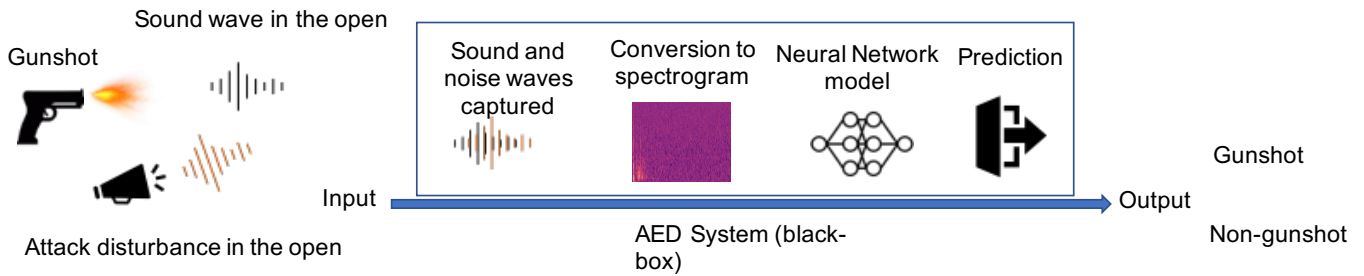 Sound wave in the open
Gunshot
Sound and
noise waves
captured
Conversion to
spectrogram
Neural Network
model
Prediction
Input
Output
Gunshot
Non-gunshot
Attack disturbance in the open
AED System (black-
box)